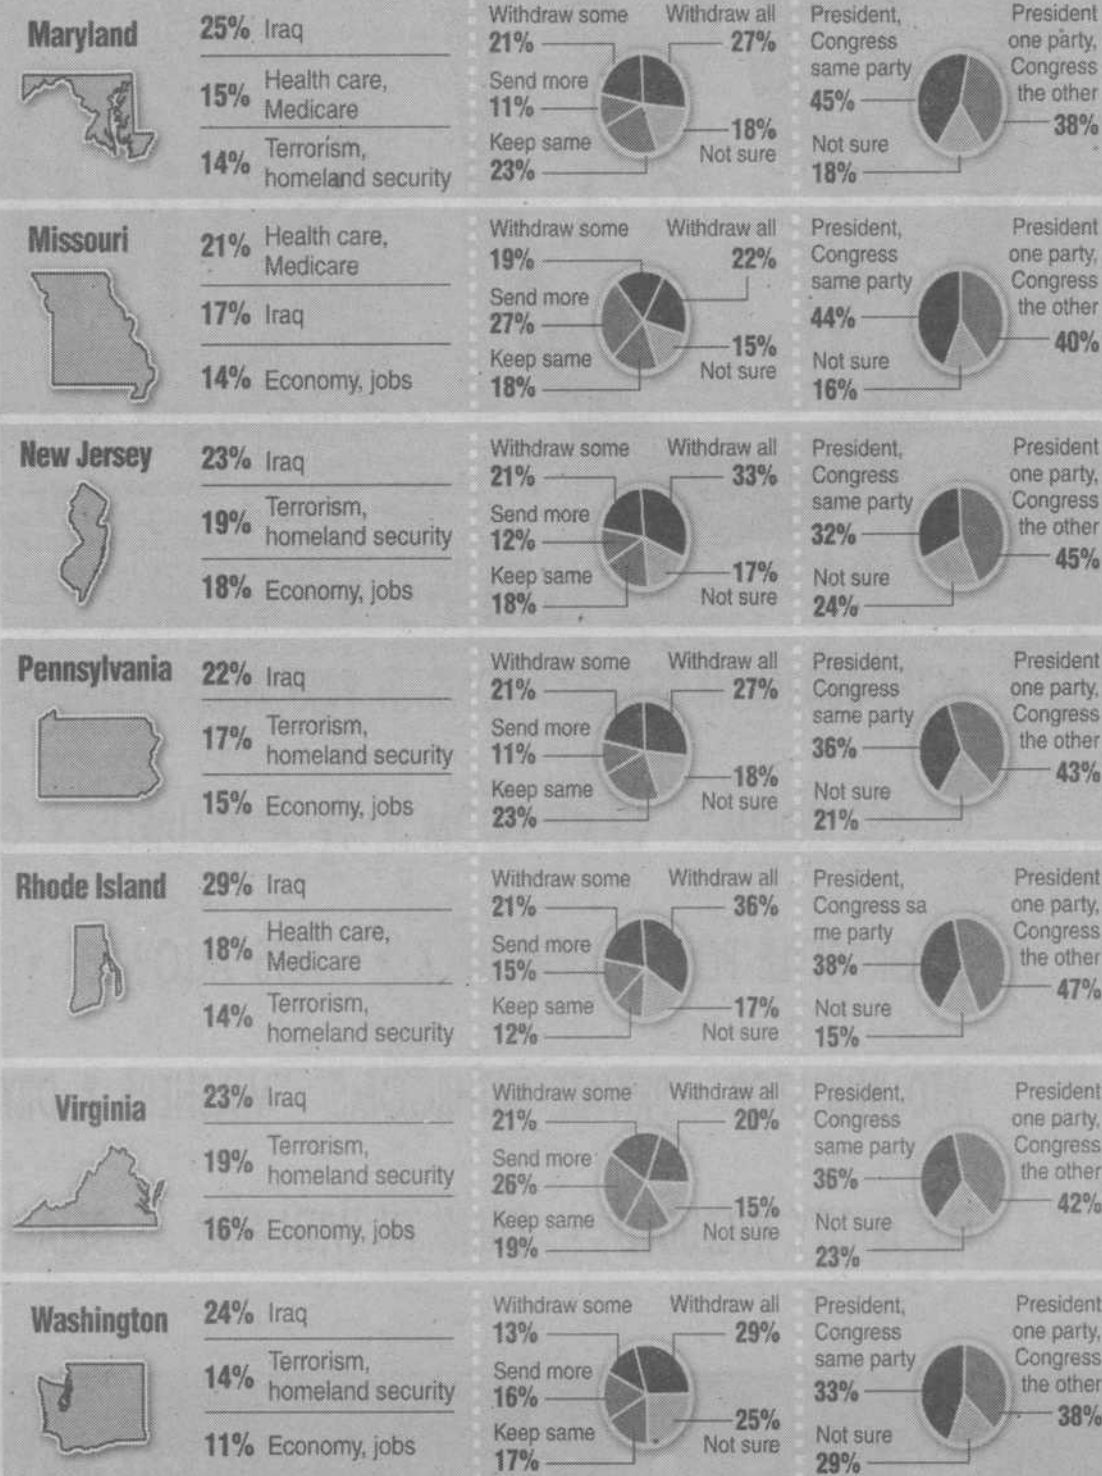 Maryland
25% Iraq
15% Health care,
Medicare
14% Terrorism,
homeland security
Withdraw some
21%
Withdraw all
27%
Send more
11%
Keep same
23%
18%
Not sure
President,
Congress
same party
45%
Not sure
18%
President
one party,
Congress
the other
38%
Missouri
21% Health care,
Medicare
17% Iraq
14% Economy, jobs
Withdraw some
19%
Withdraw all
22%
Send more
27%
Keep same
18%
15%
Not sure
President,
Congress
same party
44%
Not sure
16%
President
one party,
Congress
the other
40%
New Jersey
23% Iraq
19% Terrorism,
homeland security
18% Economy, jobs
Withdraw some
21%
Withdraw all
33%
Send more
12%
Keep same
18%
17%
Not sure
President,
Congress
same party
32%
Not sure
24%
President
one party,
Congress
the other
45%
Pennsylvania
22% Iraq
17% Terrorism,
homeland security
15% Economy, jobs
Withdraw some
21%
Withdraw all
27%
Send more
11%
Keep same
23%
18%
Not sure
President,
Congress
same party
36%
Not sure
21%
President
one party,
Congress
the other
43%
Rhode Island
29% Iraq
18% Health care,
Medicare
14% Terrorism,
homeland security
Withdraw some
21%
Withdraw all
36%
Send more
15%
Keep same
12%
17%
Not sure
President,
Congress sa
me party
38%
Not sure
15%
President
one party,
Congress
the other
47%
Virginia
23% Iraq
19% Terrorism,
homeland security
16% Economy, jobs
Withdraw some
21%
Withdraw all
20%
Send more
26%
Keep same
19%
15%
Not sure
President,
Congress
same party
36%
Not sure
23%
President
one party,
Congress
the other
42%
Washington
24% Iraq
14% Terrorism,
homeland security
11% Economy, jobs
Withdraw some
13%
Withdraw all
29%
Send more
16%
Keep same
17%
25%
Not sure
President,
Congress
same party
33%
Not sure
29%
President
one party,
Congress
the other
38%